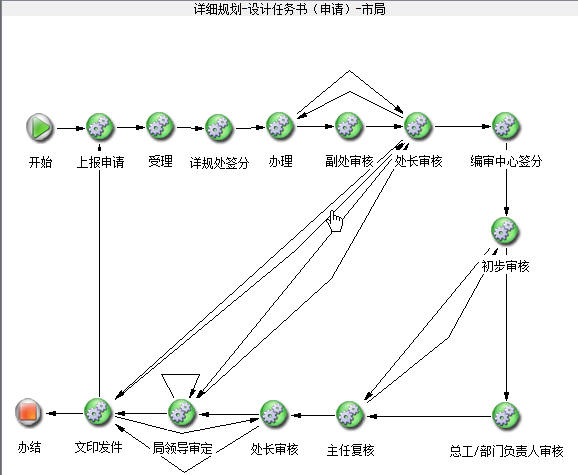 详细规划-设计任务书（申请）-市局
开始
上报申请
受理
详规处签分
办理
副处审核
处长审核
编审中心签分
初步审核
办结
文印发件
局领导审定
处长审核
主任复核
总工/部门负责人审核